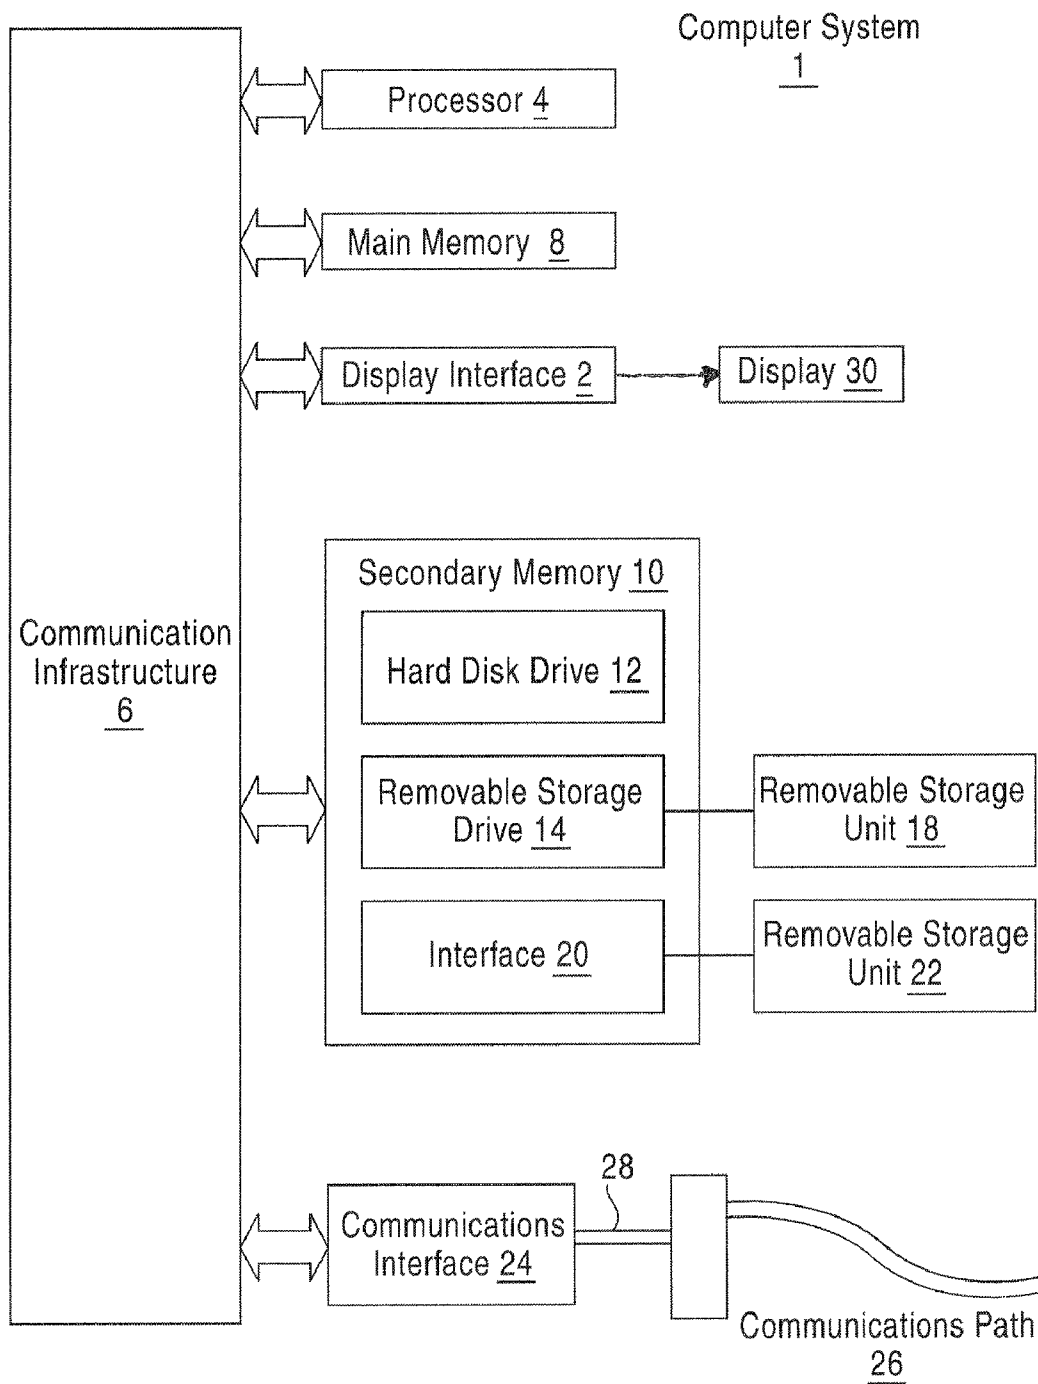 Computer System
1
Processor 4
Main Memory 8
Display Interface 2
Display 30
Communication
Infrastructure
6
Secondary Memory 10
Hard Disk Drive 12
Removable Storage
Drive 14
Removable Storage
Unit 18
Interface 20
Removable Storage
Unit 22
28
Communications
Interface 24
Communications Path
26